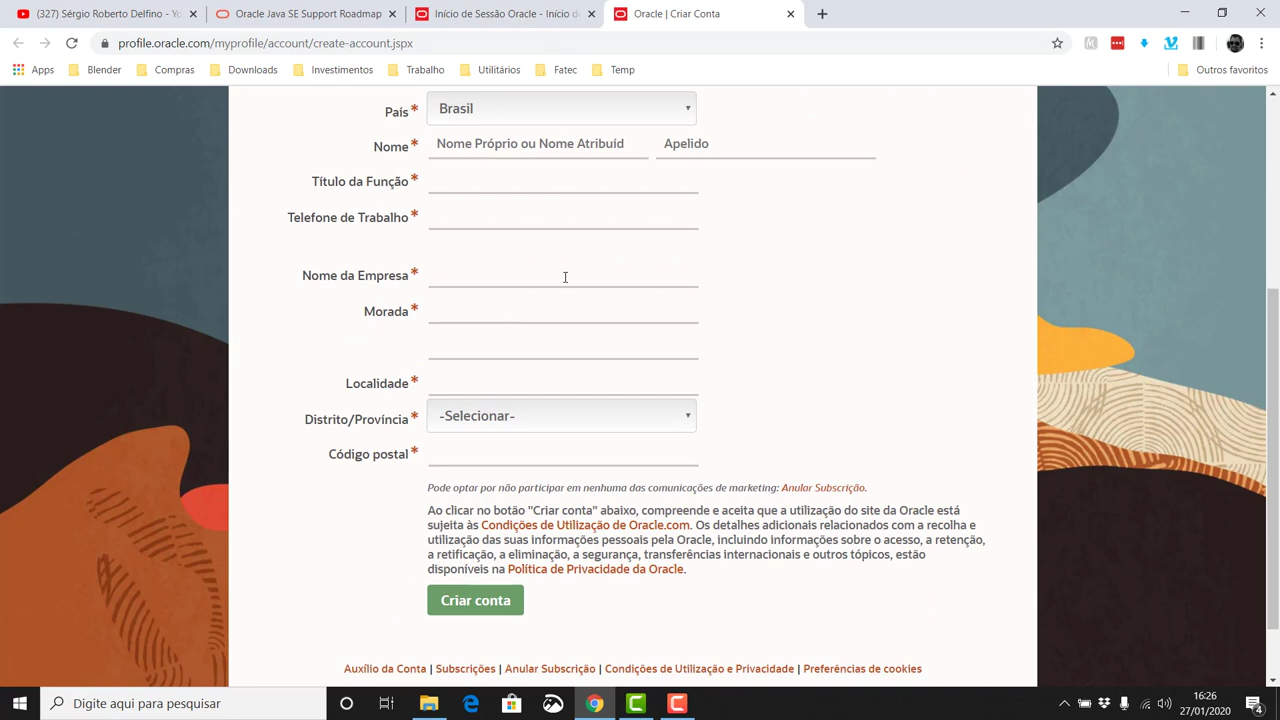 (327) Sérgio Roberto Delfino - Yo
Oracle Java SE Support Roadmap
Início de Sessão Oracle - Início d
Oracle | Criar Conta
profile.oracle.com/myprofile/account/create-account.jspx
Apps
Blender
Compras
Downloads
Investimentos
Trabalho
Utilitários
Fatec
Temp
Outros favoritos
País*
Brasil
Nome*
Nome Próprio ou Nome Atribuíd
Apelido
Título da Função*
Telefone de Trabalho*
Nome da Empresa*
Morada*
Localidade*
Distrito/Província*
-Selecionar-
Código postal*
Pode optar por não participar em nenhuma das comunicações de marketing: Anular Subscrição.
Ao clicar no botão "Criar conta" abaixo, compreende e aceita que a utilização do site da Oracle está
sujeita às Condições de Utilização de Oracle.com. Os detalhes adicionais relacionados com a recolha e
utilização das suas informações pessoais pela Oracle, incluindo informações sobre o acesso, a retenção,
a retificação, a eliminação, a segurança, transferências internacionais e outros tópicos, estão
disponíveis na Política de Privacidade da Oracle.
Criar conta
Auxílio da Conta | Subscrições | Anular Subscrição | Condições de Utilização e Privacidade | Preferências de cookies
Digite aqui para pesquisar
16:26
27/01/2020
4